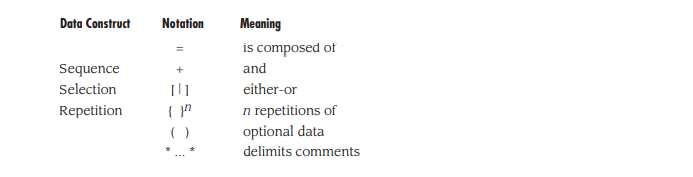 Data Construct Notation Meaning
= is composed of
Sequence + and
Selection [|] either-or
Repetition { }n n repetitions of
( ) optional data
* ... * delimits comments